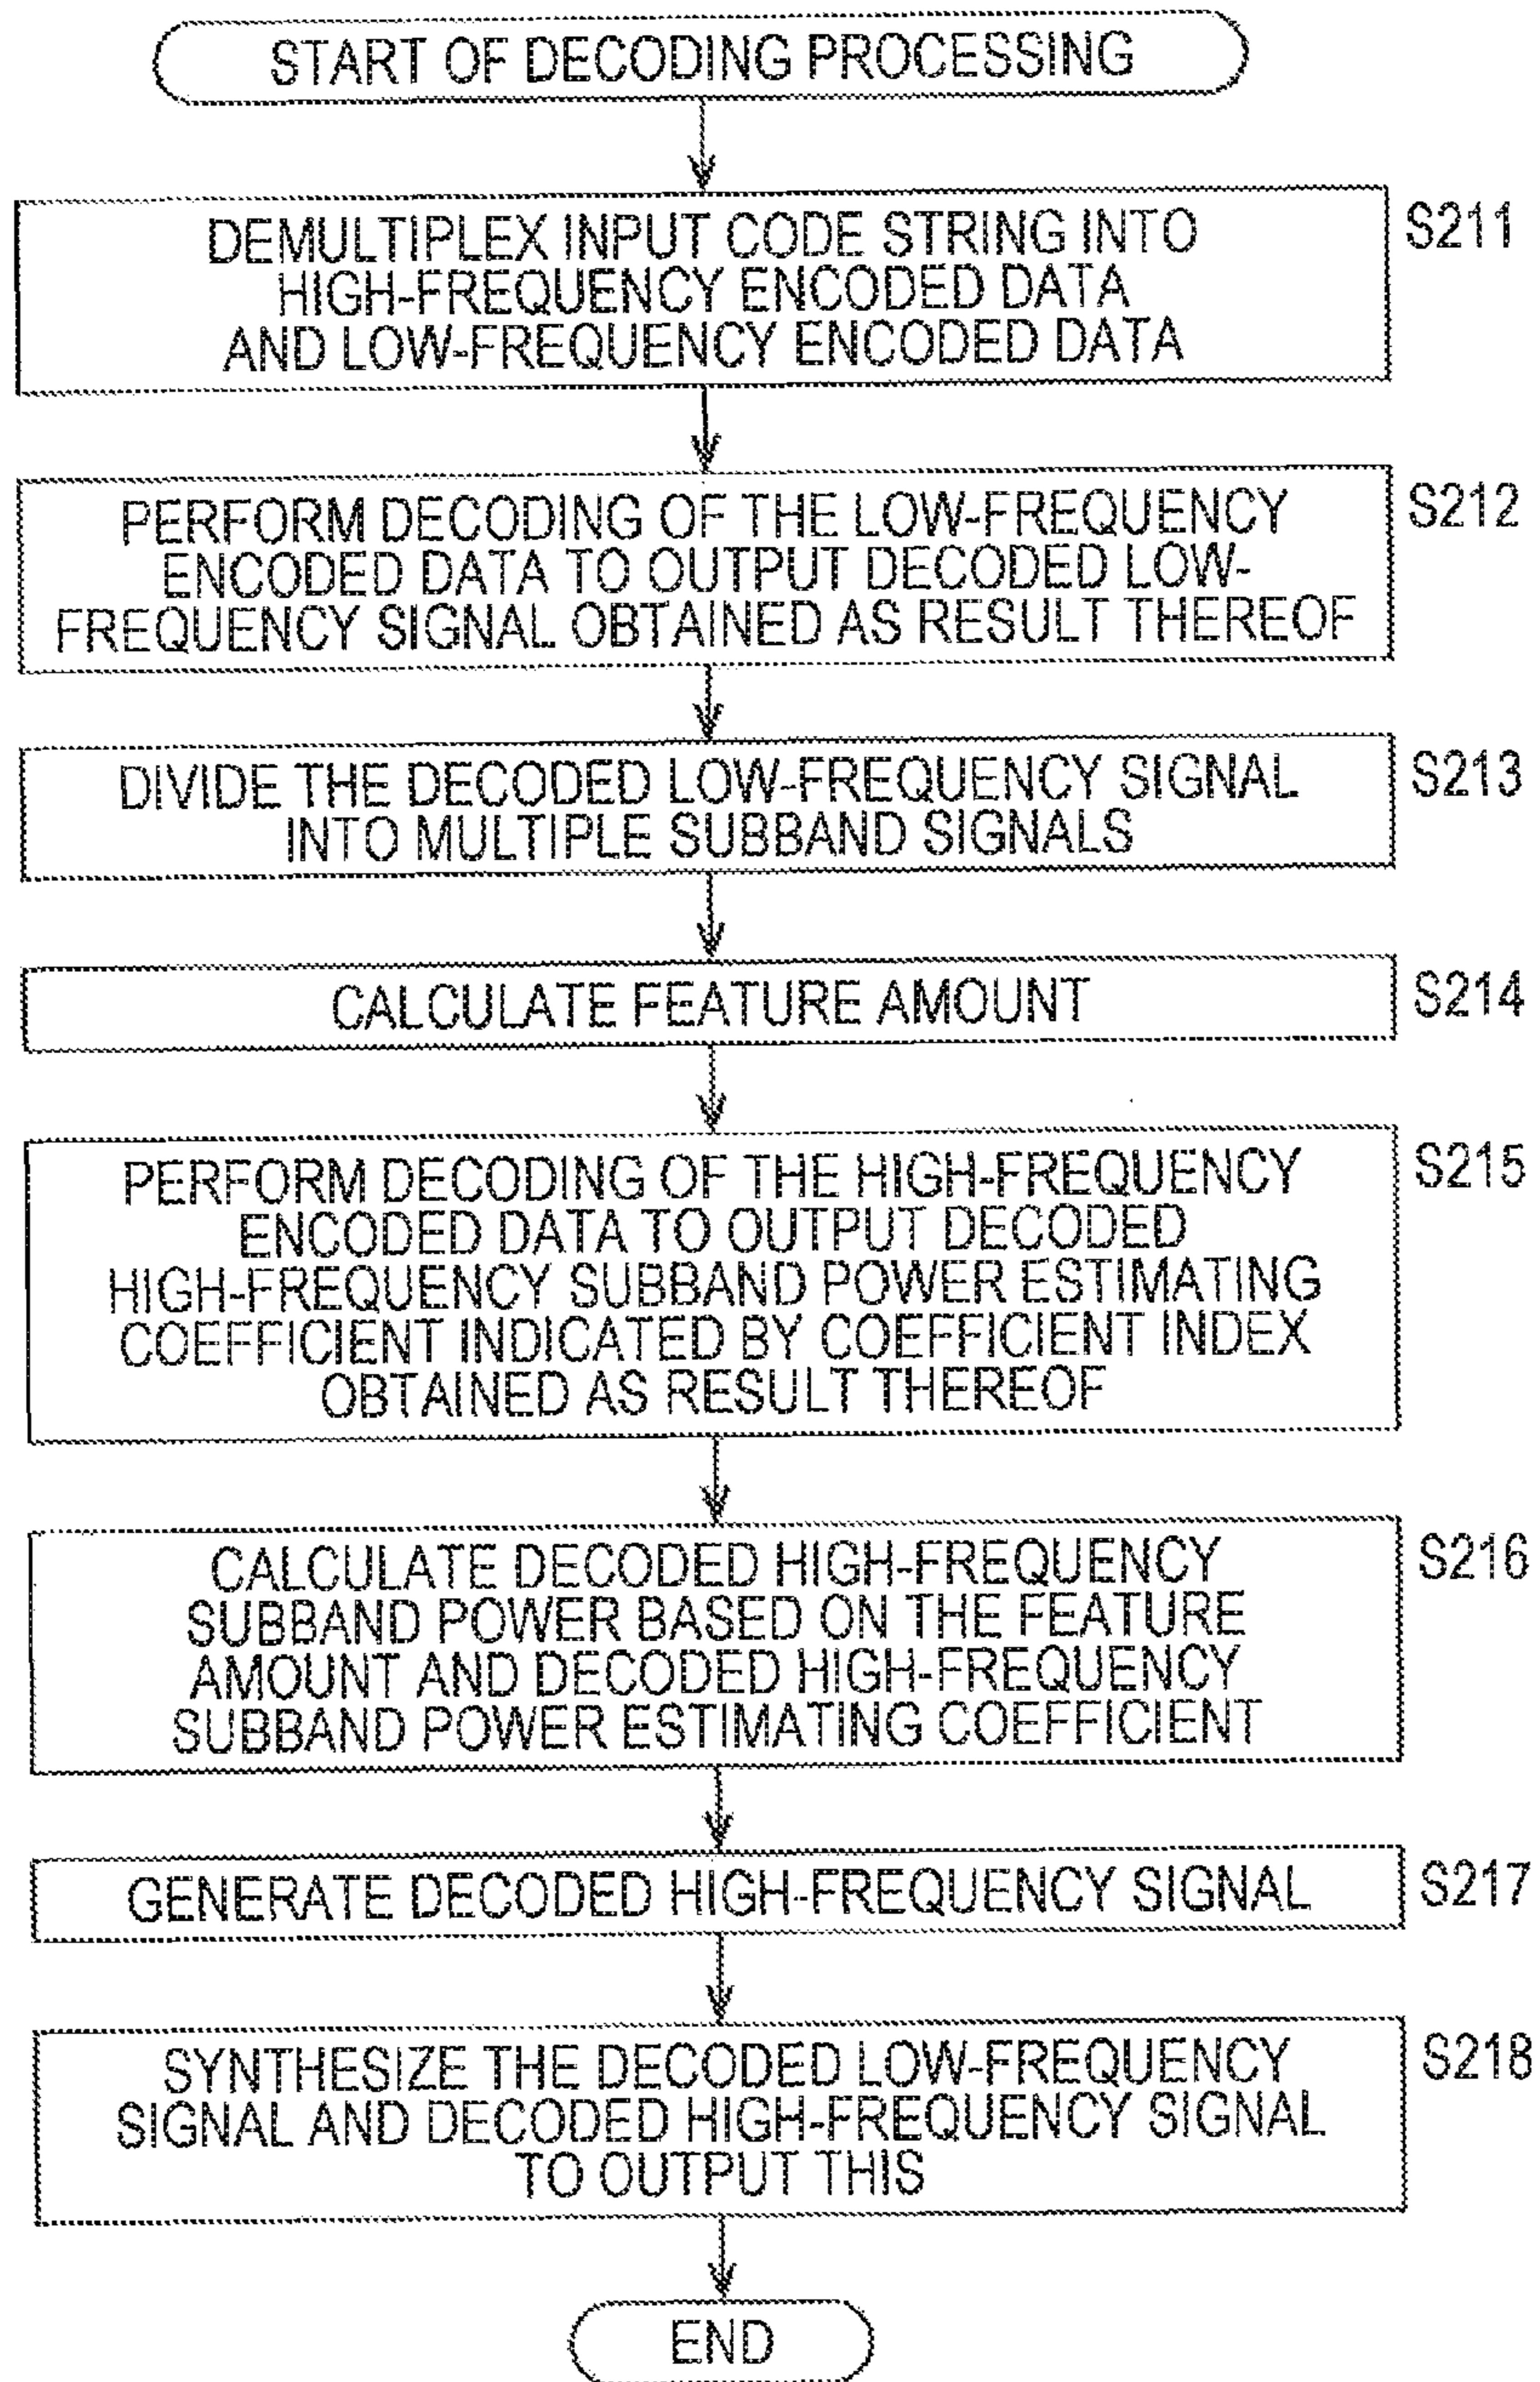 START OF DECODING PROCESSING
DEMULTIPLEX INPUT CODE STRING INTO
HIGH-FREQUENCY ENCODED DATA
AND LOW-FREQUENCY ENCODED DATA
S211
PERFORM DECODING OF THE LOW-FREQUENCY
ENCODED DATA TO OUTPUT DECODED LOW-
FREQUENCY SIGNAL OBTAINED AS RESULT THEREOF
S212
DIVIDE THE DECODED LOW-FREQUENCY SIGNAL
INTO MULTIPLE SUBBAND SIGNALS
S213
CALCULATE FEATURE AMOUNT
S214
PERFORM DECODING OF THE HIGH-FREQUENCY
ENCODED DATA TO OUTPUT DECODED
HIGH-FREQUENCY SUBBAND POWER ESTIMATING
COEFFICIENT INDICATED BY COEFFICIENT INDEX
OBTAINED AS RESULT THEREOF
S215
CALCULATE DECODED HIGH-FREQUENCY
SUBBAND POWER BASED ON THE FEATURE
AMOUNT AND DECODED HIGH-FREQUENCY
SUBBAND POWER ESTIMATING COEFFICIENT
S216
GENERATE DECODED HIGH-FREQUENCY SIGNAL
S217
SYNTHESIZE THE DECODED LOW-FREQUENCY
SIGNAL AND DECODED HIGH-FREQUENCY SIGNAL
TO OUTPUT THIS
S218
END